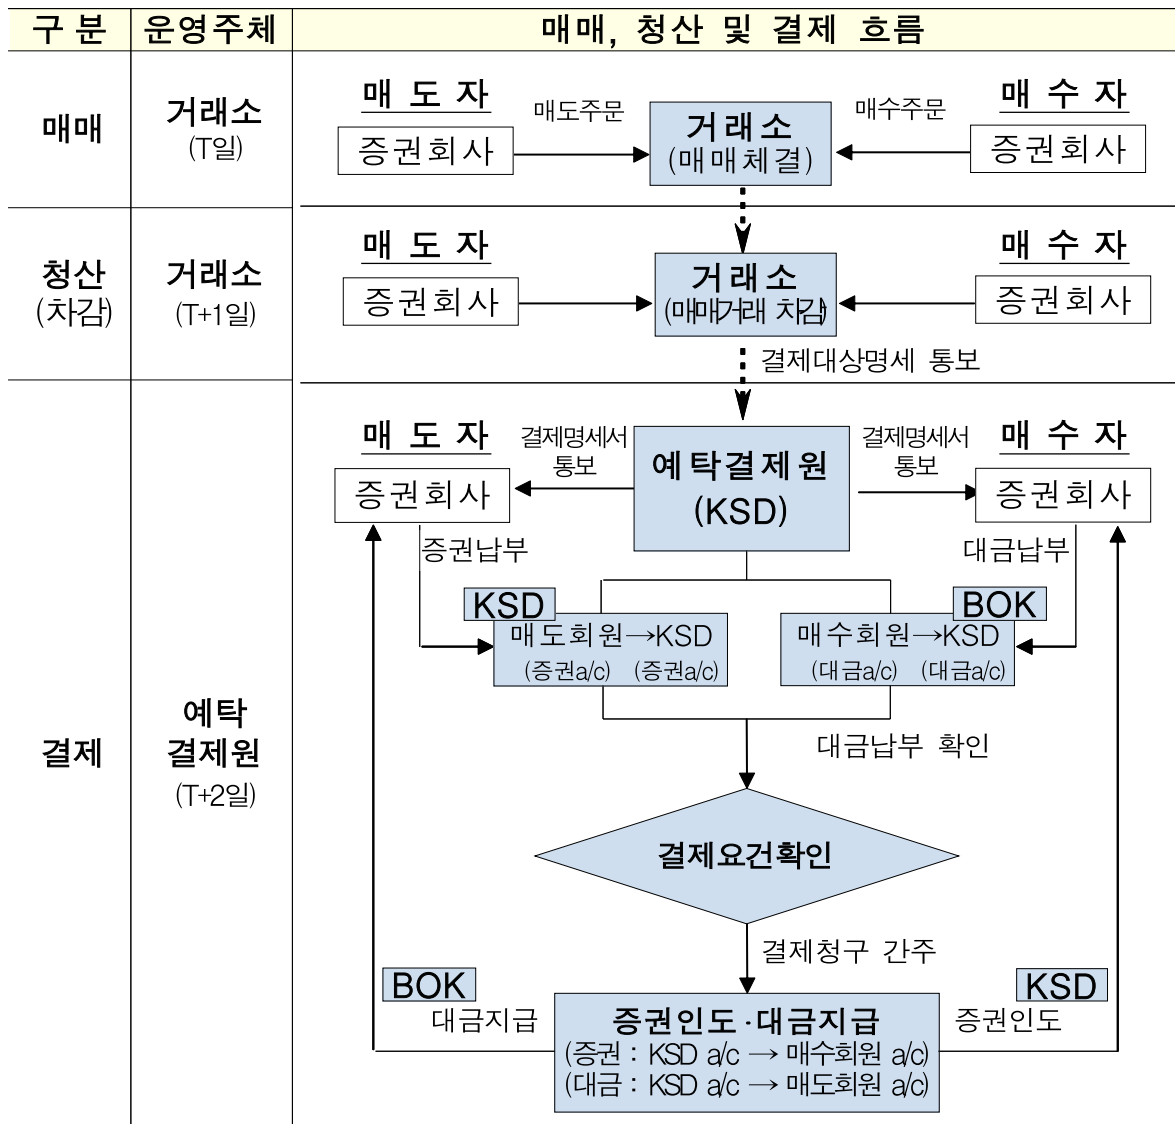 구 분 운영주체 매매, 청산 및 결제 흐름
매매
거래소
(T일)
매 도 자
증권회사
매도주문
거래소
(매매체결)
매수주문
매 수 자
증권회사
청산
(차감)
거래소
(T+1일)
매 도 자
증권회사
거래소
(매매거래 차감)
매 수 자
증권회사
결제대상명세 통보
결제
예탁
결제원
(T+2일)
매 도 자
증권회사
결제명세서
통보
예탁결제원
(KSD)
결제명세서
통보
매 수 자
증권회사
증권납부
대금납부
KSD
매도회원→KSD
(증권a/c) (증권a/c)
BOK
매수회원→KSD
(대금a/c) (대금a/c)
대금납부 확인
결제요건확인
결제청구 간주
BOK
대금지급
KSD
증권인도
증권인도·대금지급
(증권 : KSD a/c → 매수회원 a/c)
(대금 : KSD a/c → 매도회원 a/c)